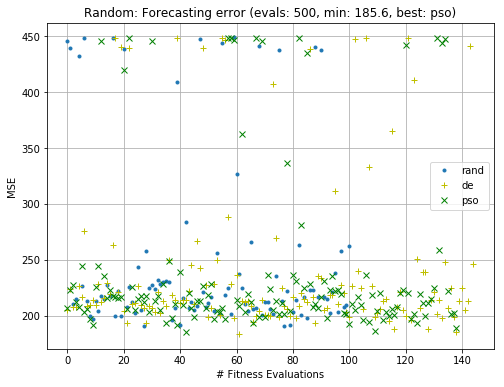 Random: Forecasting error (evals: 500, min: 185.6, best: pso)
450
400
350
300
250
200
MSE
rand
de
pso
0 20 40 60 80 100 120 140
# Fitness Evaluations